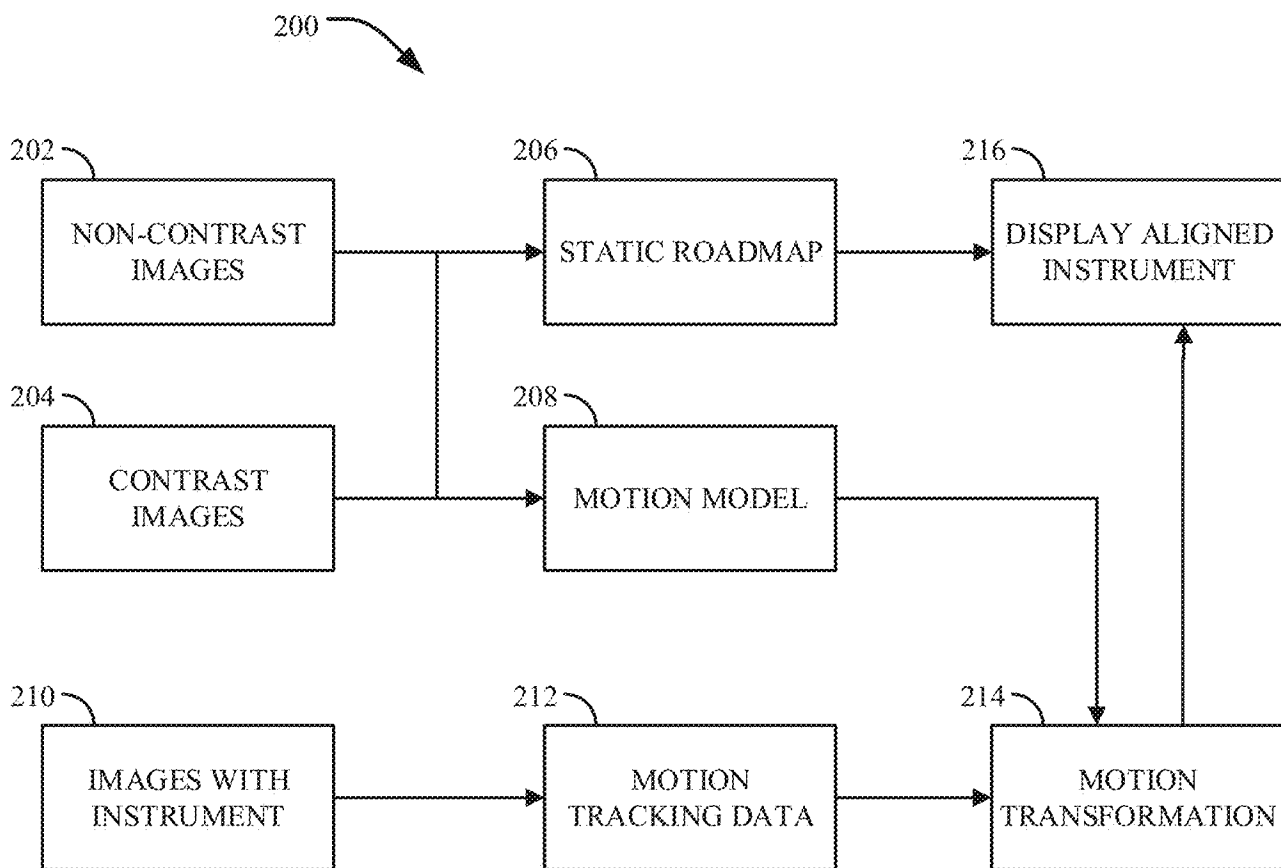 200
202
206
216
NON-CONTRAST
IMAGES
STATIC ROADMAP
DISPLAY ALIGNED
INSTRUMENT
204
208
CONTRAST
IMAGES
MOTION MODEL
210
212
214
IMAGES WITH
INSTRUMENT
MOTION
TRACKING DATA
MOTION
TRANSFORMATION